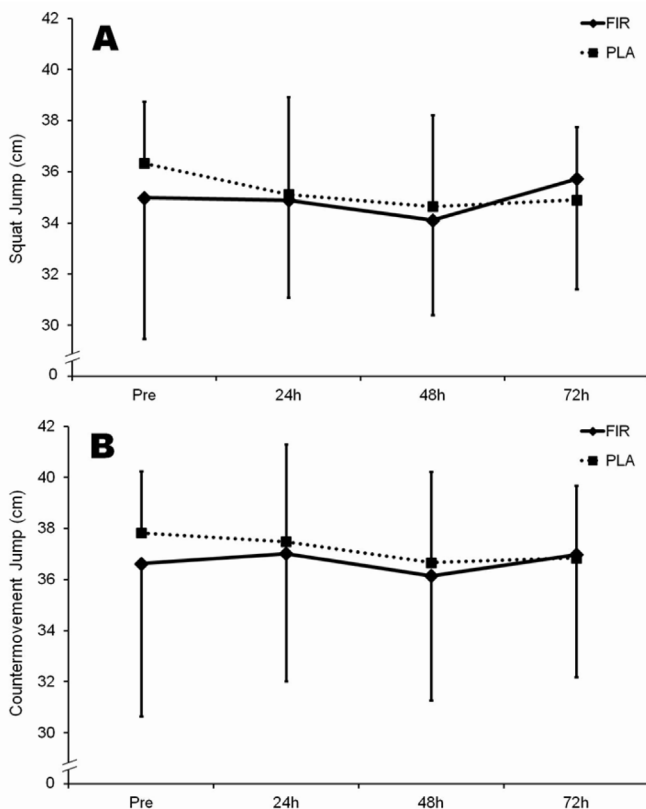 A
FIR
PLA
Squat Jump (cm)
42
40
38
36
34
32
30
0
Pre 24h 48h 72h
B
FIR
PLA
Countermovement Jump (cm)
42
40
38
36
34
32
30
0
Pre 24h 48h 72h